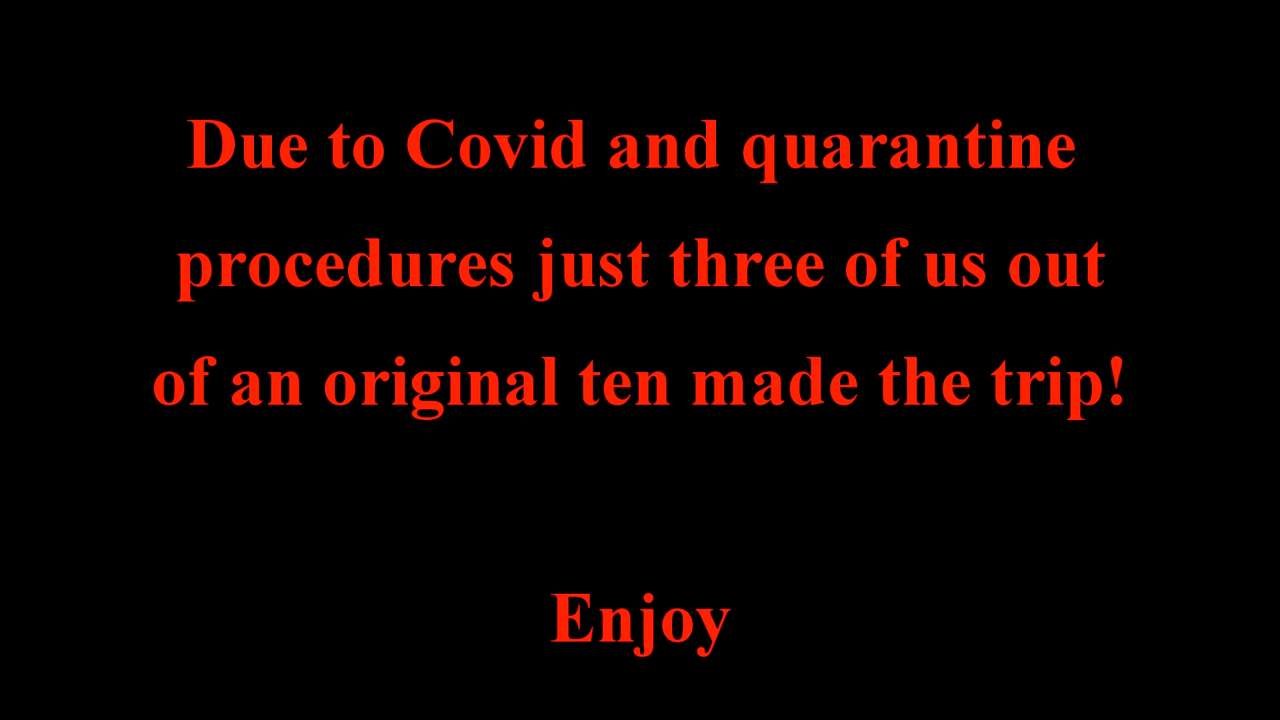 Due to Covid and quarantine
procedures just three of us out
of an original ten made the trip!
Enjoy